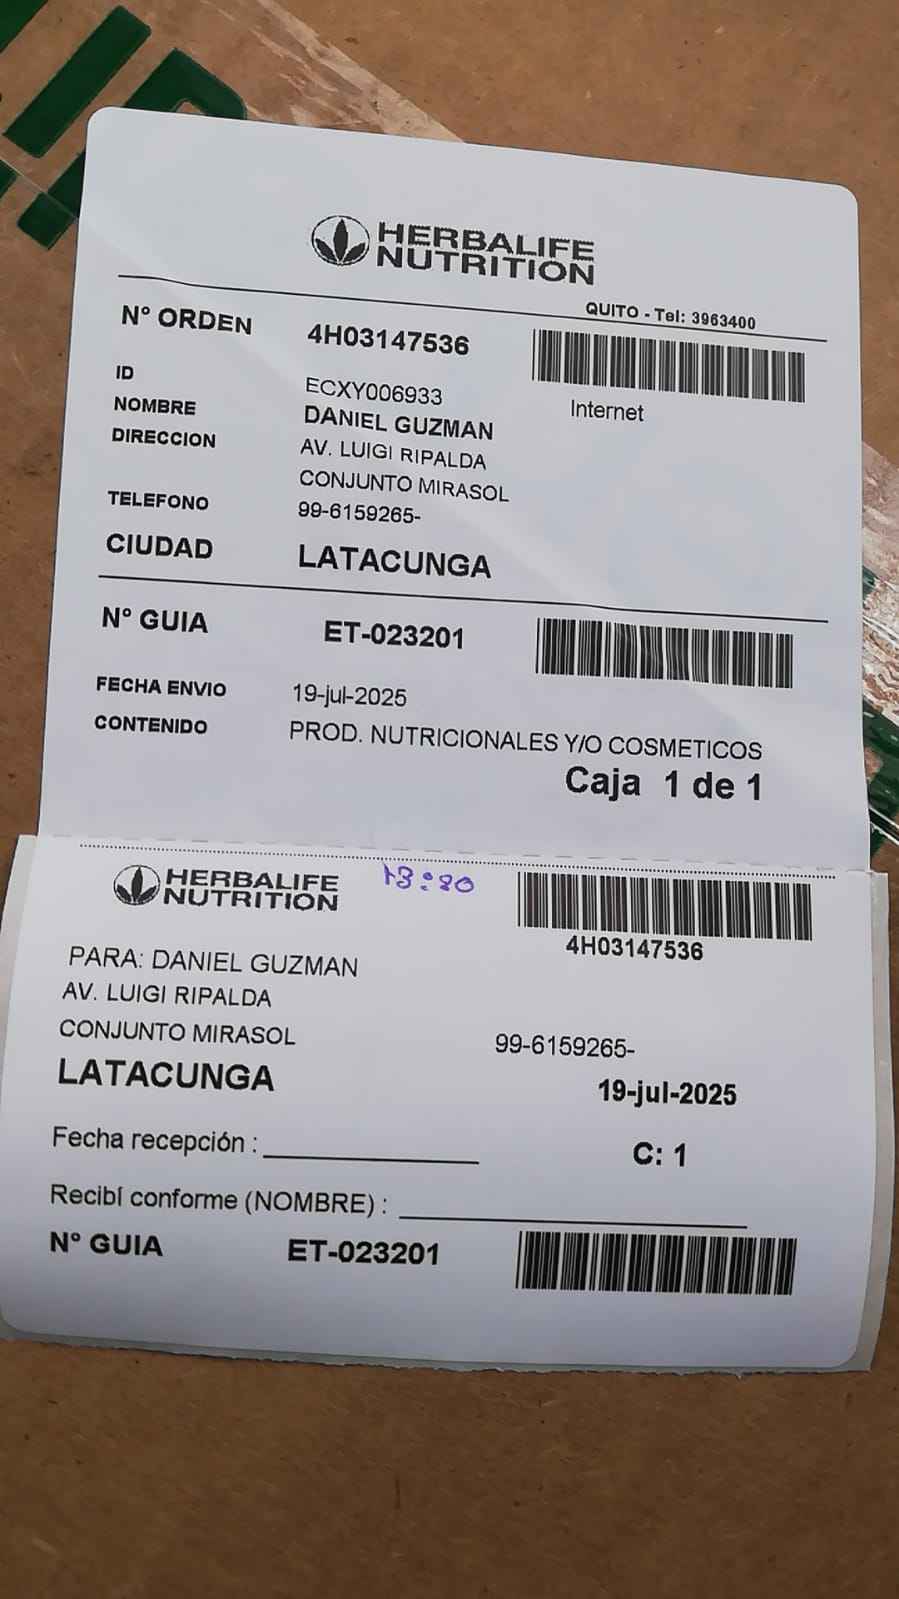 HERBALIFE
NUTRITION
QUITO - Tel: 3963400
N° ORDEN 4H03147536
Internet
ID ECXY006933
NOMBRE DANIEL GUZMAN
DIRECCION AV. LUIGI RIPALDA
CONJUNTO MIRASOL
TELEFONO 99-6159265-
CIUDAD LATACUNGA
N° GUIA ET-023201
FECHA ENVIO 19-jul-2025
CONTENIDO PROD. NUTRICIONALES Y/O COSMETICOS
Caja 1 de 1
HERBALIFE
NUTRITION
4H03147536
PARA: DANIEL GUZMAN
AV. LUIGI RIPALDA
CONJUNTO MIRASOL 99-6159265-
LATACUNGA 19-jul-2025
Fecha recepción :
C: 1
Recibí conforme (NOMBRE) :
N° GUIA ET-023201